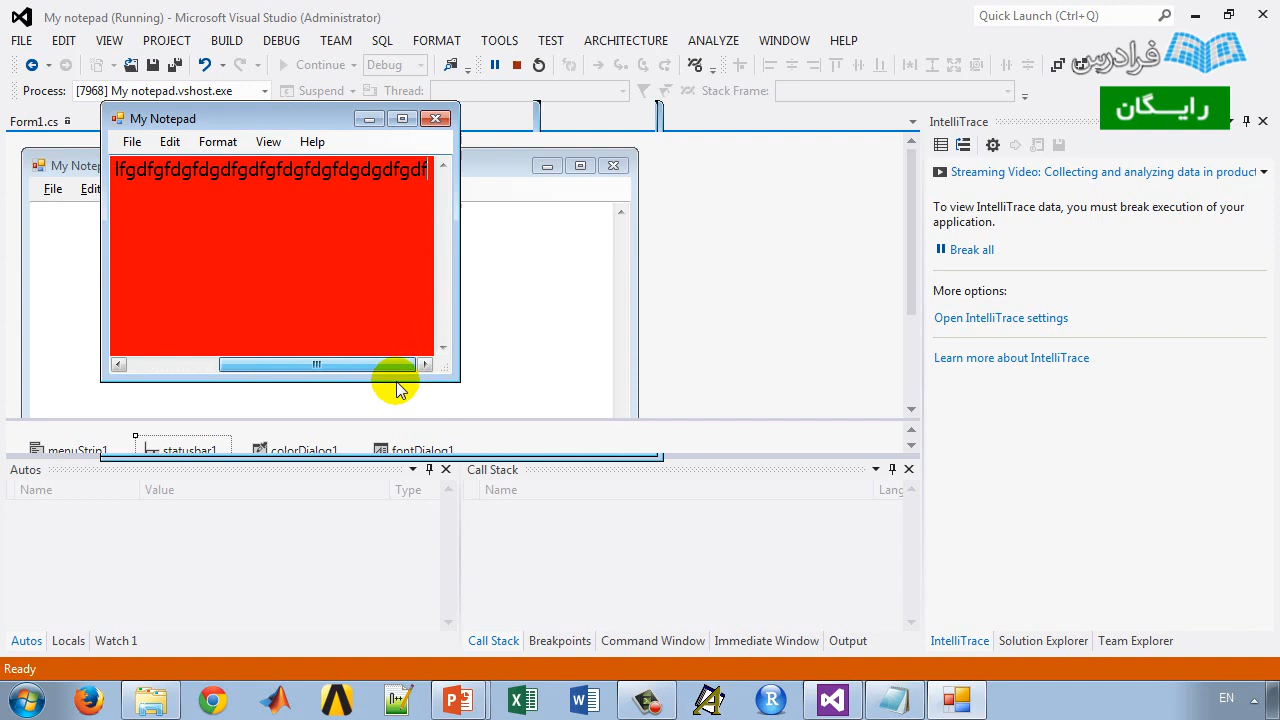 My notepad (Running) - Microsoft Visual Studio (Administrator)
Quick Launch (Ctrl+Q)
FILE EDIT VIEW PROJECT BUILD DEBUG TEAM SQL FORMAT TOOLS TEST ARCHITECTURE ANALYZE WINDOW HELP
Continue Debug
فرادرس
Process: [7968] My notepad.vshost.exe Suspend Thread: Stack Frame:
رایگان
Form1.cs
My Notepad
IntelliTrace
File Edit Format View Help
My Notep
File Edi
lfgdfgfdgfdgdfgdfgfdgfdgfdgdgdfgdf
Streaming Video: Collecting and analyzing data in product
To view IntelliTrace data, you must break execution of your
application.
Break all
More options:
Open IntelliTrace settings
Learn more about IntelliTrace
menuStrip1 statusbar1 colorDialog1 fontDialog1
Autos
Call Stack
Name Value Type
Name Lang
Autos Locals Watch 1
Call Stack Breakpoints Command Window Immediate Window Output
IntelliTrace Solution Explorer Team Explorer
Ready
EN